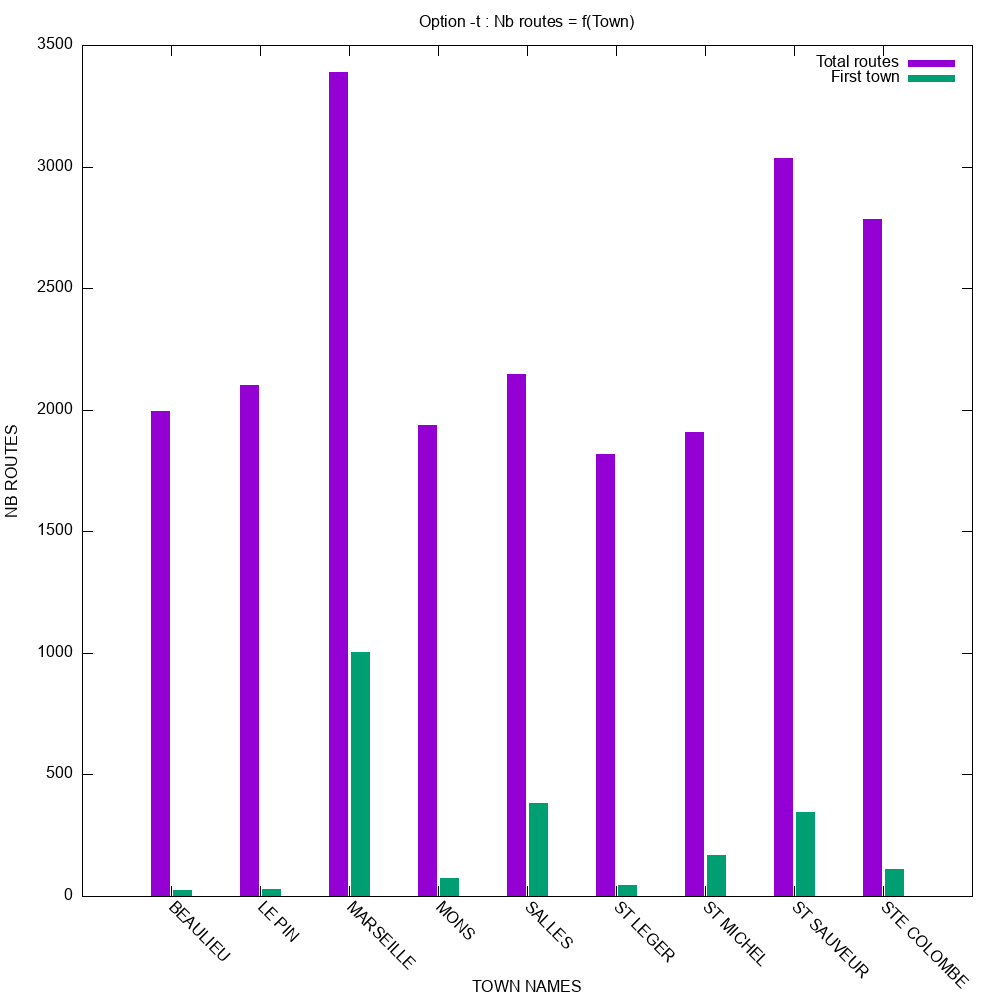 Option -t : Nb routes = f(Town)
Total routes
First town
3500
3000
2500
2000
1500
1000
500
0
NB ROUTES
BEAULIEU
LE PIN
MARSEILLE
MONS
SALLES
ST LEGER
ST MICHEL
ST SAUVEUR
STE COLOMBE
TOWN NAMES